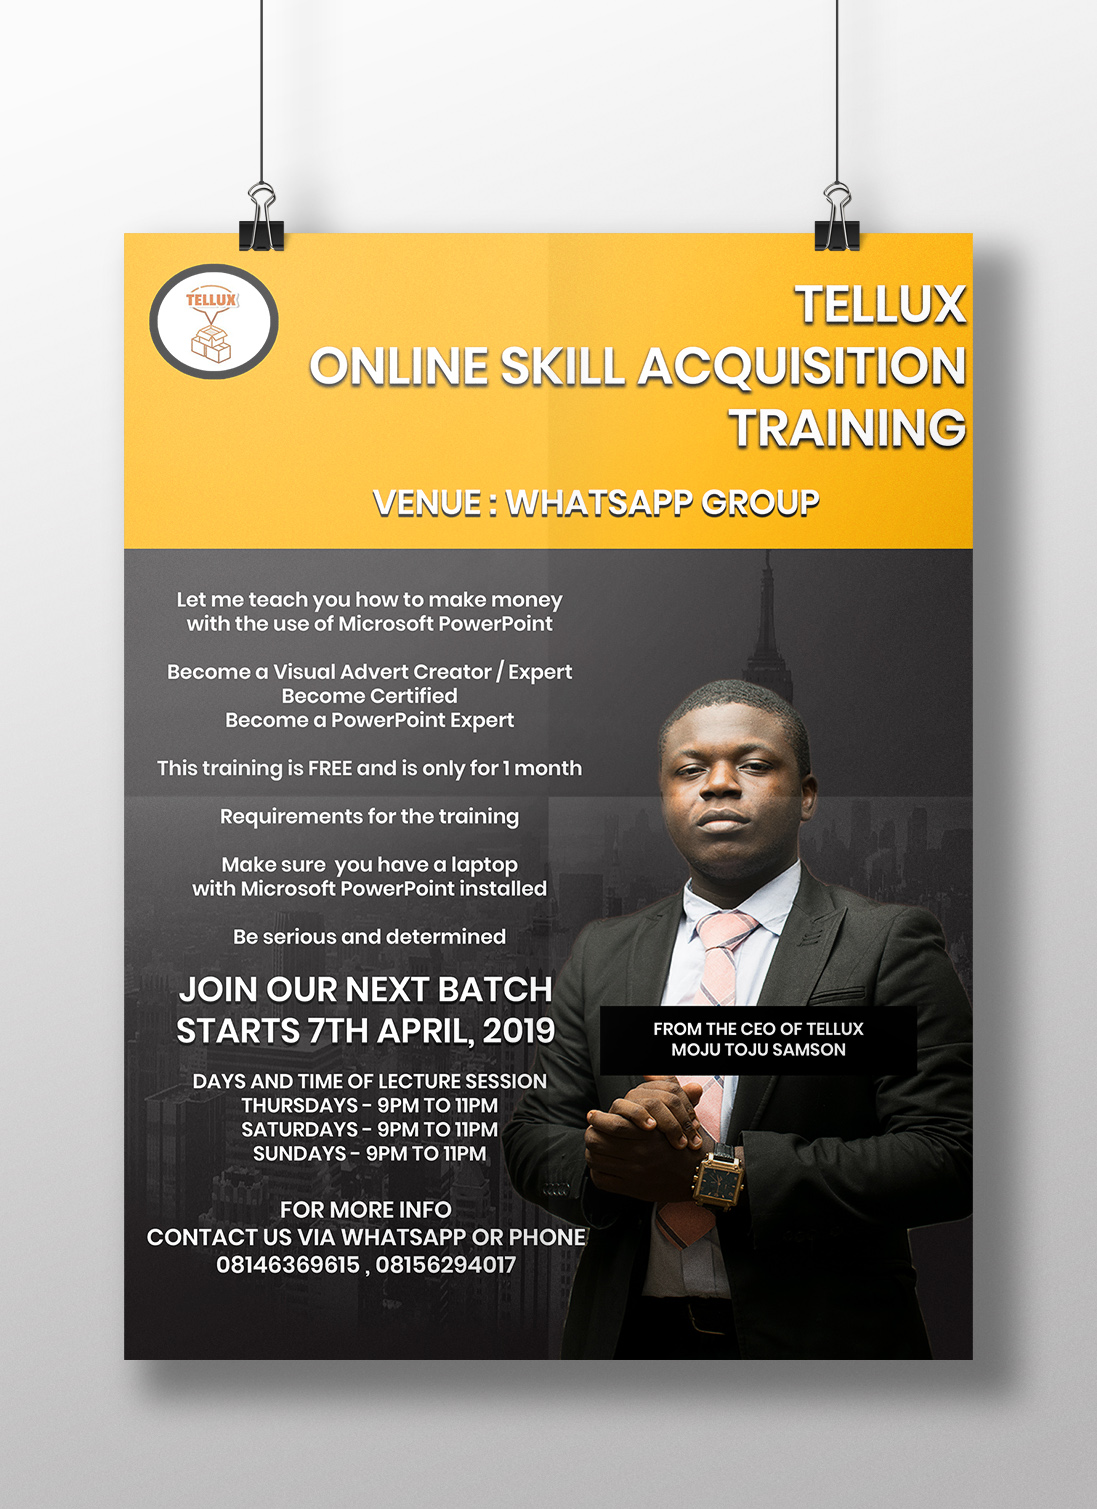 TELLUX
TELLUX
ONLINE SKILL ACQUISITION
TRAINING
VENUE : WHATSAPP GROUP
Let me teach you how to make money
with the use of Microsoft PowerPoint
Become a Visual Advert Creator / Expert
Become Certified
Become a PowerPoint Expert
This training is FREE and is only for 1 month
Requirements for the training
Make sure  you have a laptop
with Microsoft PowerPoint installed
Be serious and determined
JOIN OUR NEXT BATCH
STARTS 7TH APRIL, 2019
DAYS AND TIME OF LECTURE SESSION
THURSDAYS - 9PM TO 11PM
SATURDAYS - 9PM TO 11PM
SUNDAYS - 9PM TO 11PM
FOR MORE INFO
CONTACT US VIA WHATSAPP OR PHONE
08146369615 , 08156294017
FROM THE CEO OF TELLUX
MOJU TOJU SAMSON